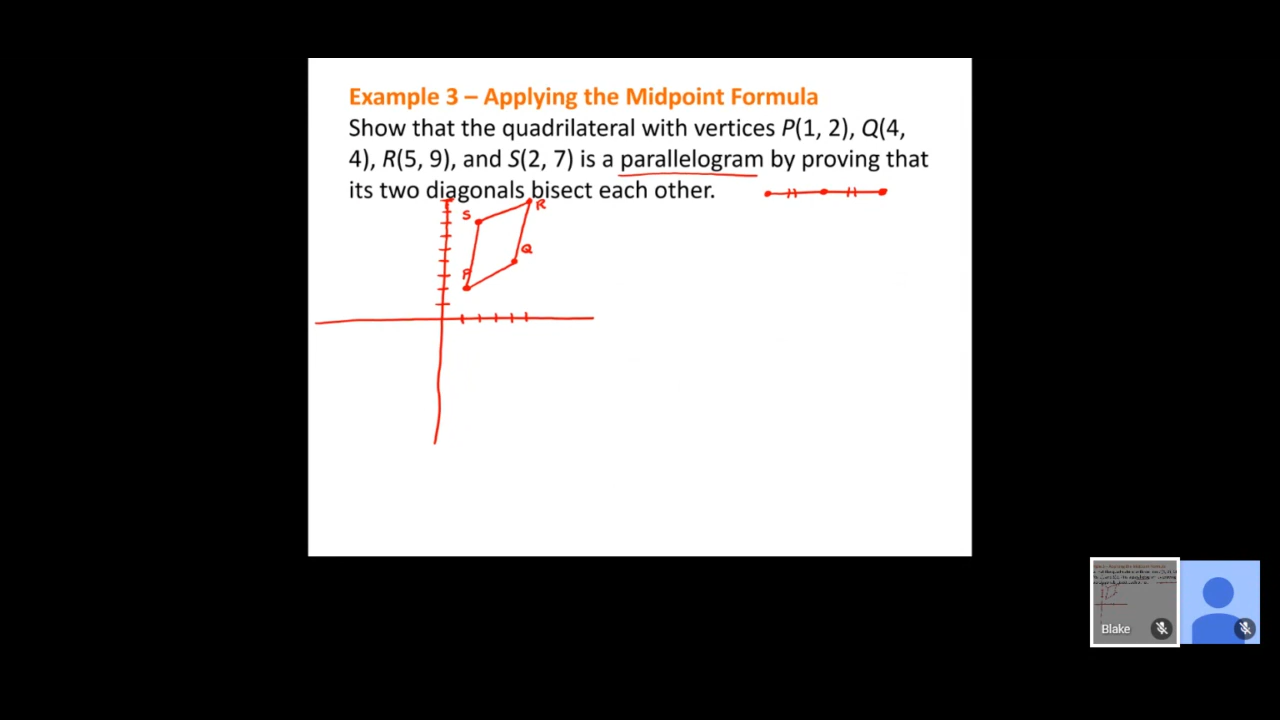 Example 3 – Applying the Midpoint Formula
Show that the quadrilateral with vertices P(1, 2), Q(4,
4), R(5, 9), and S(2, 7) is a parallelogram by proving that
its two diagonals bisect each other.
S R
Q
P
Blake